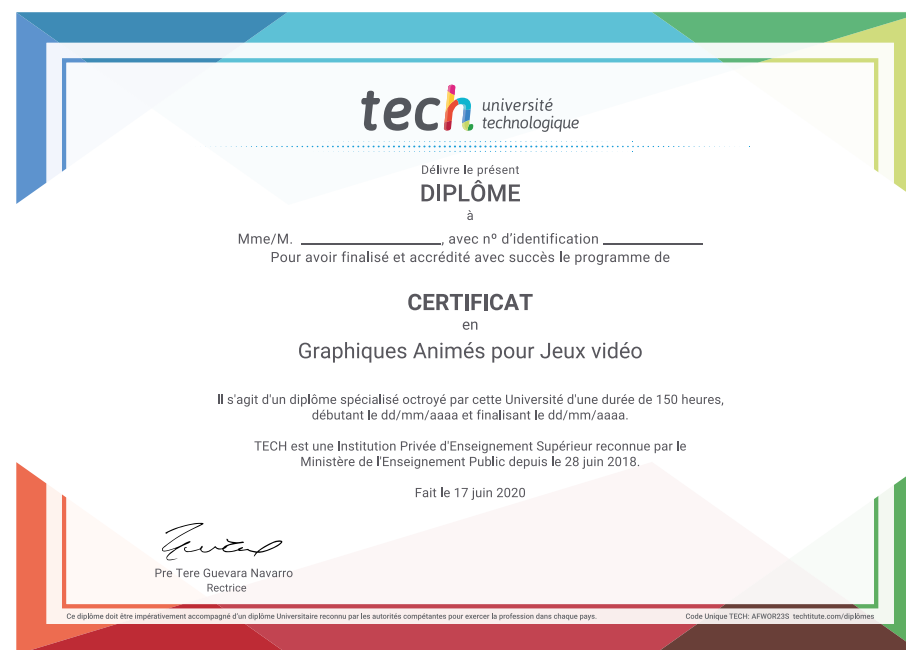 tech université
technologique
Délivre le présent
DIPLÔME
à
Mme/M. ____________________, avec nº d'identification ______________
Pour avoir finalisé et accrédité avec succès le programme de
CERTIFICAT
en
Graphiques Animés pour Jeux vidéo
Il s'agit d'un diplôme spécialisé octroyé par cette Université d'une durée de 150 heures,
débutant le dd/mm/aaaa et finalisant le dd/mm/aaaa.
TECH est une Institution Privée d'Enseignement Supérieur reconnue par le
Ministère de l'Enseignement Public depuis le 28 juin 2018.
Fait le 17 juin 2020
Pre Tere Guevara Navarro
Rectrice
Ce diplôme doit être impérativement accompagné d'un diplôme Universitaire reconnu par les autorités compétentes pour exercer la profession dans chaque pays.
Code Unique TECH: AFWOR23S techtitute.com/diplômes